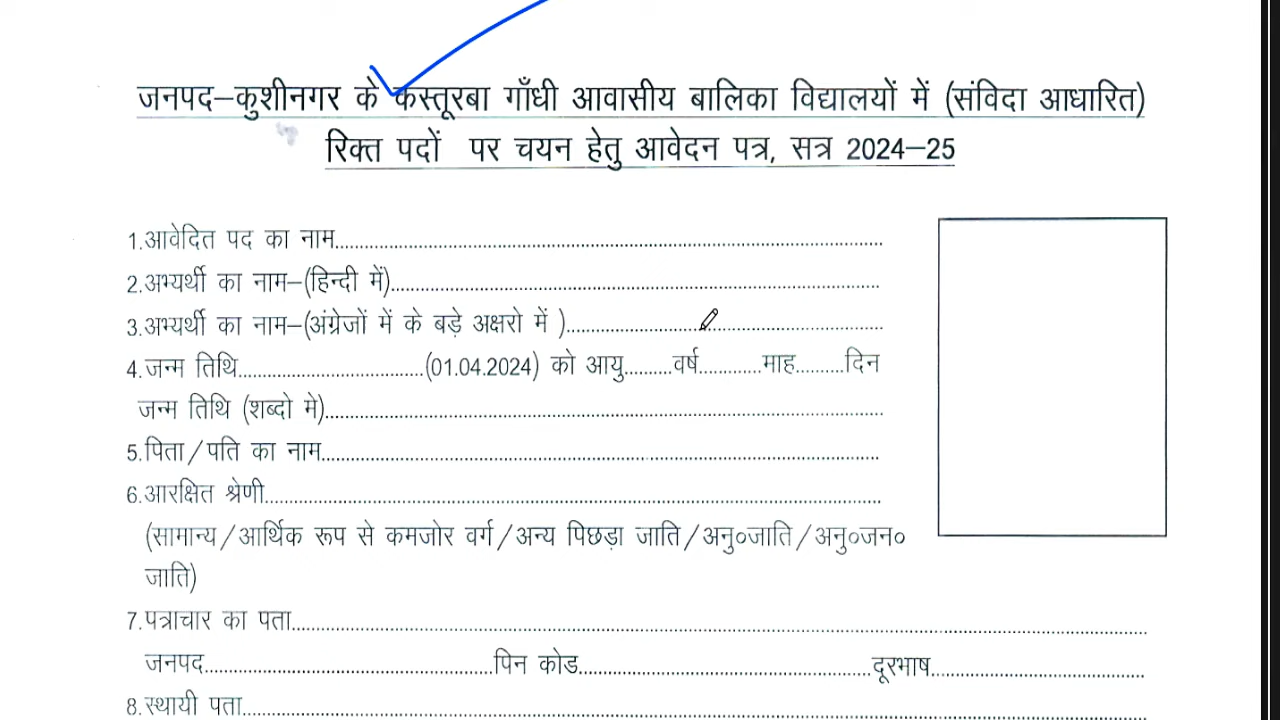 जनपद–कुशीनगर के कस्तूरबा गाँधी आवासीय बालिका विद्यालयों में (संविदा आधारित)
रिक्त पदों पर चयन हेतु आवेदन पत्र, सत्र 2024–25
1.आवेदित पद का नाम....................
2.अभ्यर्थी का नाम–(हिन्दी में)....................
3.अभ्यर्थी का नाम–(अंग्रेजों में के बड़े अक्षरो में )....................
4.जन्म तिथि....................(01.04.2024) को आयु.........वर्ष............माह.........दिन
जन्म तिथि (शब्दो मे)....................
5.पिता/पति का नाम....................
6.आरक्षित श्रेणी....................
(सामान्य/आर्थिक रूप से कमजोर वर्ग/अन्य पिछड़ा जाति/अनु०जाति/अनु०जन०
जाति)
7.पत्राचार का पता....................
जनपद....................पिन कोड....................दूरभाष....................
8.स्थायी पता....................